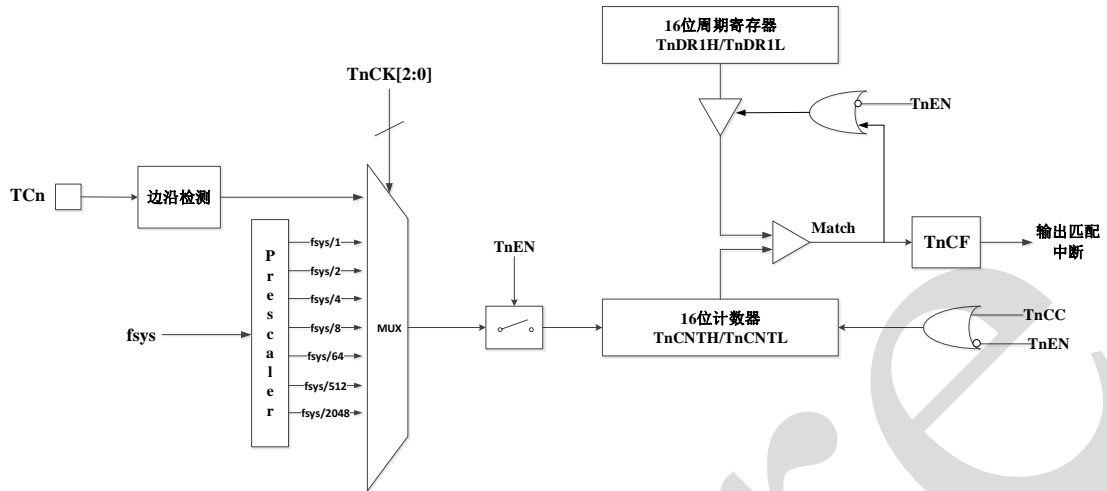 16位周期寄存器
TnDR1H/TnDR1L
TnCK[2:0]
TnEN
TCn
边沿检测
fsys/1
fsys/2
fsys/4
fsys/8
fsys/64
fsys/512
fsys/2048
Prescaler
fsys
MUX
TnEN
Match
TnCF
输出匹配
中断
16位计数器
TnCNTH/TnCNTL
TnCC
TnEN